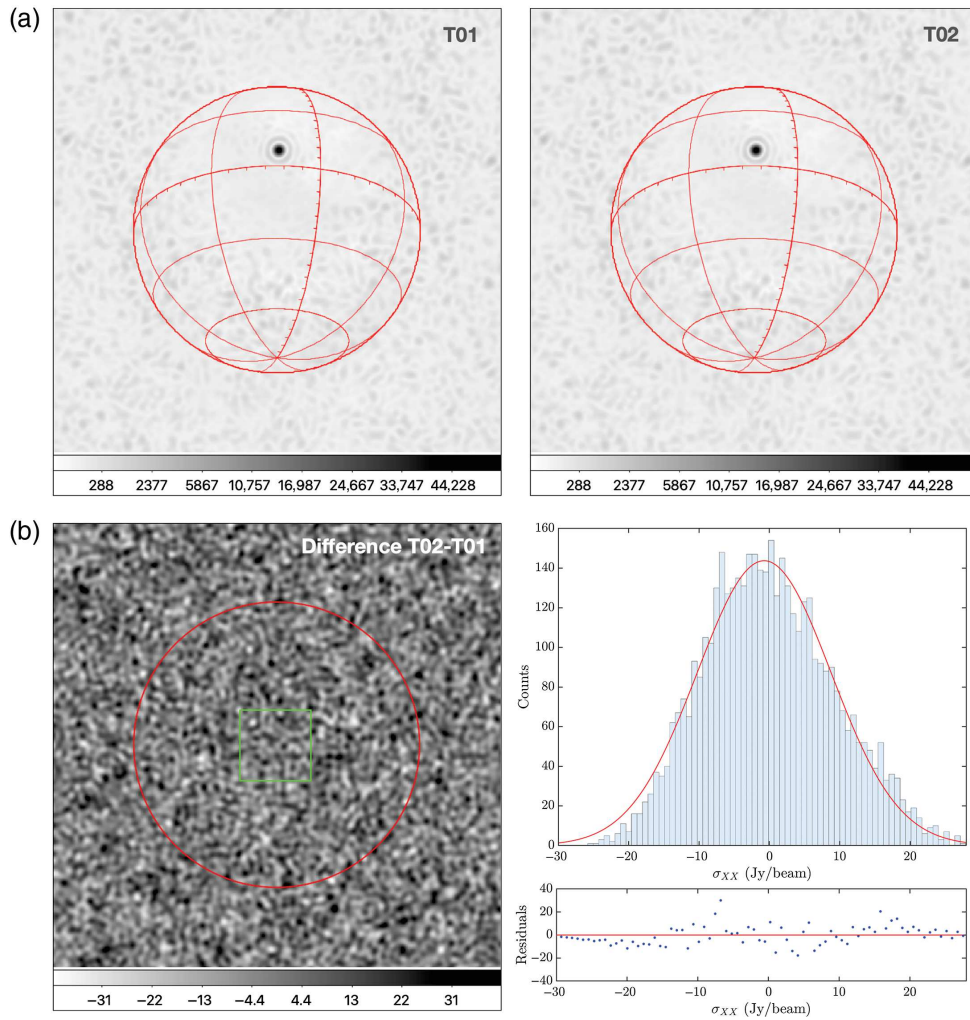 (a)
T01
T02
288 2377 5867 10,757 16,987 24,667 33,747 44,228
288 2377 5867 10,757 16,987 24,667 33,747 44,228
(b)
Difference T02-T01
−31 −22 −13 −4.4 4.4 13 22 31
160
140
120
100
80
60
40
20
0
Counts
−30 −20 −10 0 10 20
σXX (Jy/beam)
40
20
0
−20
−40
Residuals
−30 −20 −10 0 10 20
σXX (Jy/beam)